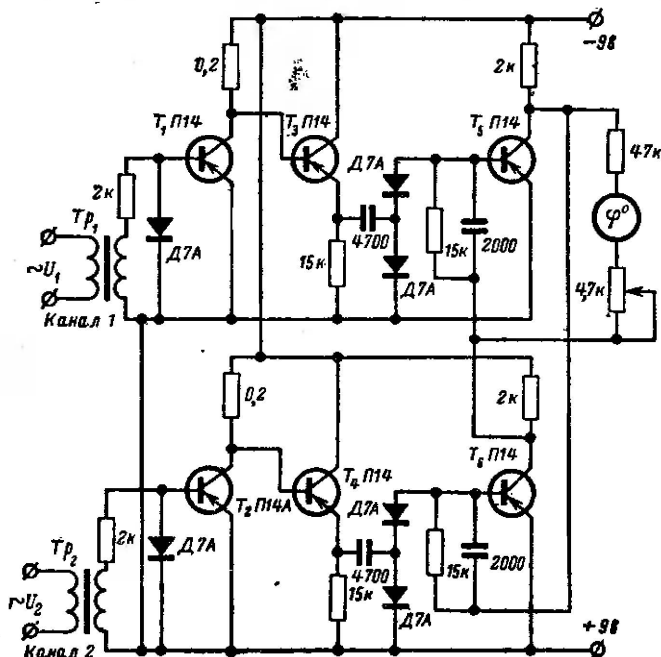 -9в
0,2
2к
T₁ П14
T₃ П14
T₅ П14
Д7А
47к
2к
Тр₁
φ°
~U₁
Д7А
15к
4700
Д7А
15к
2000
4,7к
Канал 1
0,2
2к
T₂ П14А
T₄ П14
T₆ П14
Д7А
Тр₂
2к
Д7А
4700
15к
2000
~U₂
15к
Д7А
+9в
Канал 2